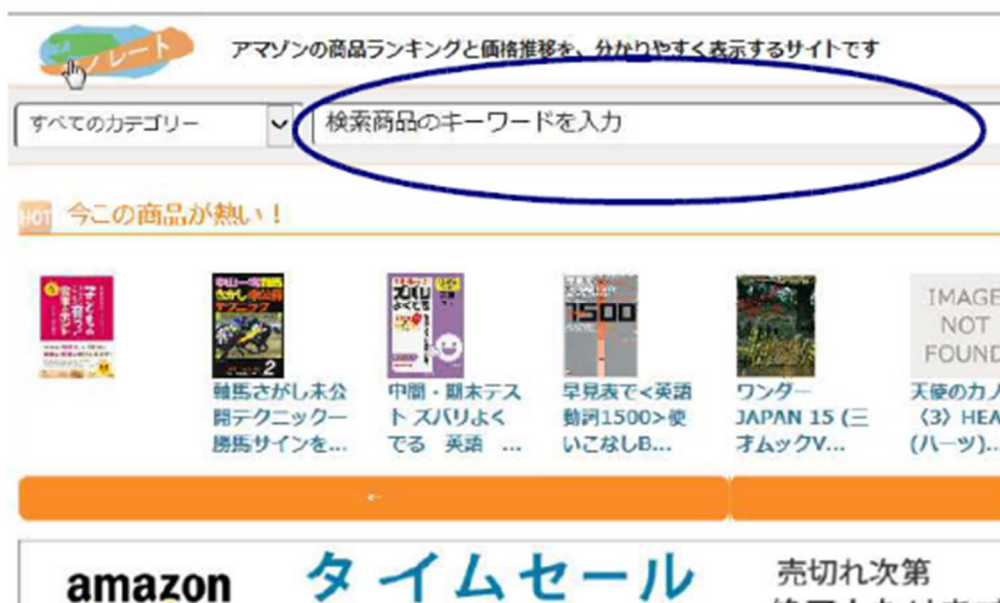 ノレート
アマゾンの商品ランキングと価格推移を、分かりやすく表示するサイトです
すべてのカテゴリー
検索商品のキーワードを入力
HOT 今この商品が熱い！
1500
2
IMAGE
NOT
FOUND
軸馬さがし未公
開テクニック―
勝馬サインを...
中間・期末テス
ト ズバリよく
でる 英語 ...
早見表で<英語
動詞1500>使
いこなしB...
ワンダー
JAPAN 15 (三
才ムックV...
天使のカノ
〈3〉HEA
(ハーツ)...
←
amazon
タイムセール
売切れ次第